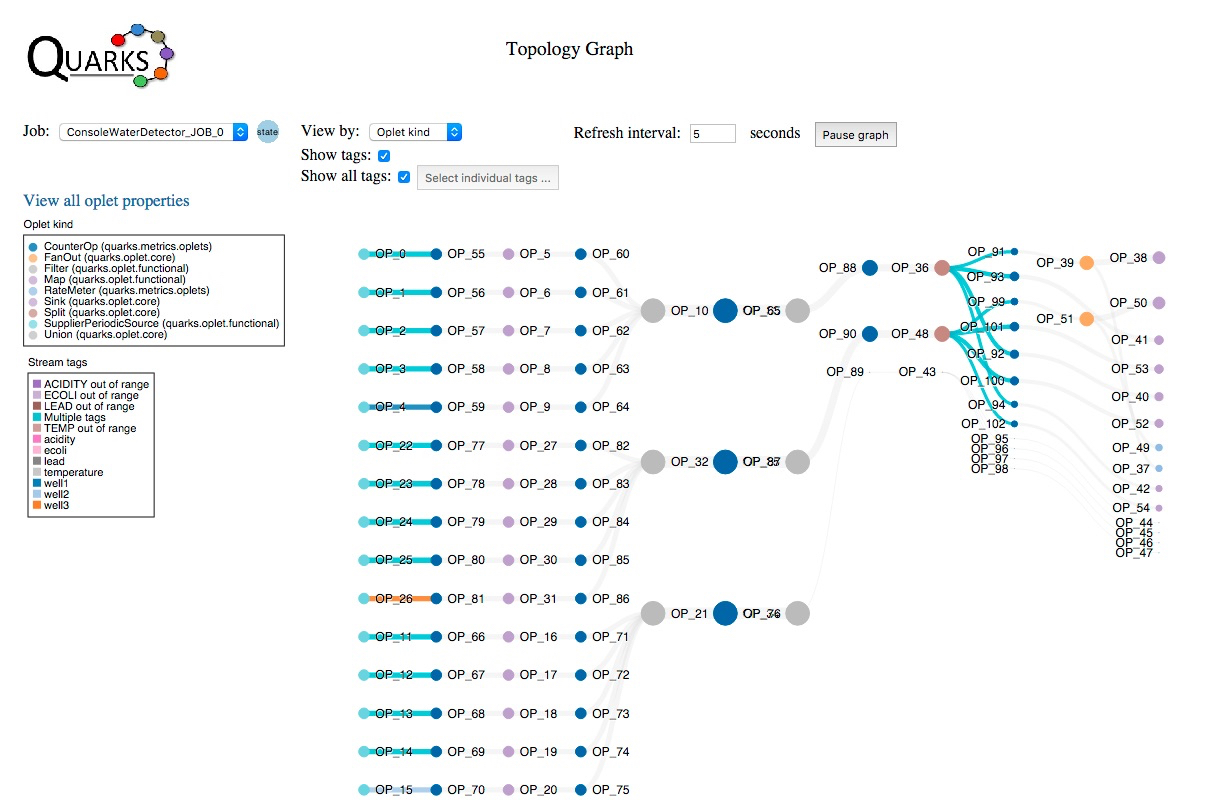 QUARKS
Topology Graph
Job: ConsoleWaterDetector_JOB_0 state View by: Oplet kind Refresh interval: 5 seconds Pause graph
Show tags:
Show all tags: Select individual tags ...
View all oplet properties
Oplet kind
CounterOp (quarks.metrics.oplets)
FanOut (quarks.oplet.core)
Filter (quarks.oplet.functional)
Map (quarks.oplet.functional)
RateMeter (quarks.metrics.oplets)
Sink (quarks.oplet.core)
Split (quarks.oplet.core)
SupplierPeriodicSource (quarks.oplet.functional)
Union (quarks.oplet.core)
Stream tags
ACIDITY out of range
ECOLI out of range
LEAD out of range
Multiple tags
TEMP out of range
acidity
ecoli
lead
temperature
well1
well2
well3
OP_0 OP_55 OP_5 OP_60
OP_1 OP_56 OP_6 OP_61
OP_2 OP_57 OP_7 OP_62
OP_3 OP_58 OP_8 OP_63
OP_4 OP_59 OP_9 OP_64
OP_22 OP_77 OP_27 OP_82
OP_23 OP_78 OP_28 OP_83
OP_24 OP_79 OP_29 OP_84
OP_25 OP_80 OP_30 OP_85
OP_26 OP_81 OP_31 OP_86
OP_11 OP_66 OP_16 OP_71
OP_12 OP_67 OP_17 OP_72
OP_13 OP_68 OP_18 OP_73
OP_14 OP_69 OP_19 OP_74
OP_15 OP_70 OP_20 OP_75
OP_10
OP_32
OP_21
OP_88 OP_36
OP_90 OP_48
OP_89 OP_43
OP_91
OP_93
OP_99
OP_101
OP_92
OP_100
OP_94
OP_102
OP_95
OP_96
OP_97
OP_98
OP_39
OP_51
OP_38
OP_50
OP_41
OP_53
OP_40
OP_52
OP_49
OP_37
OP_42
OP_54
OP_44
OP_45
OP_46
OP_47